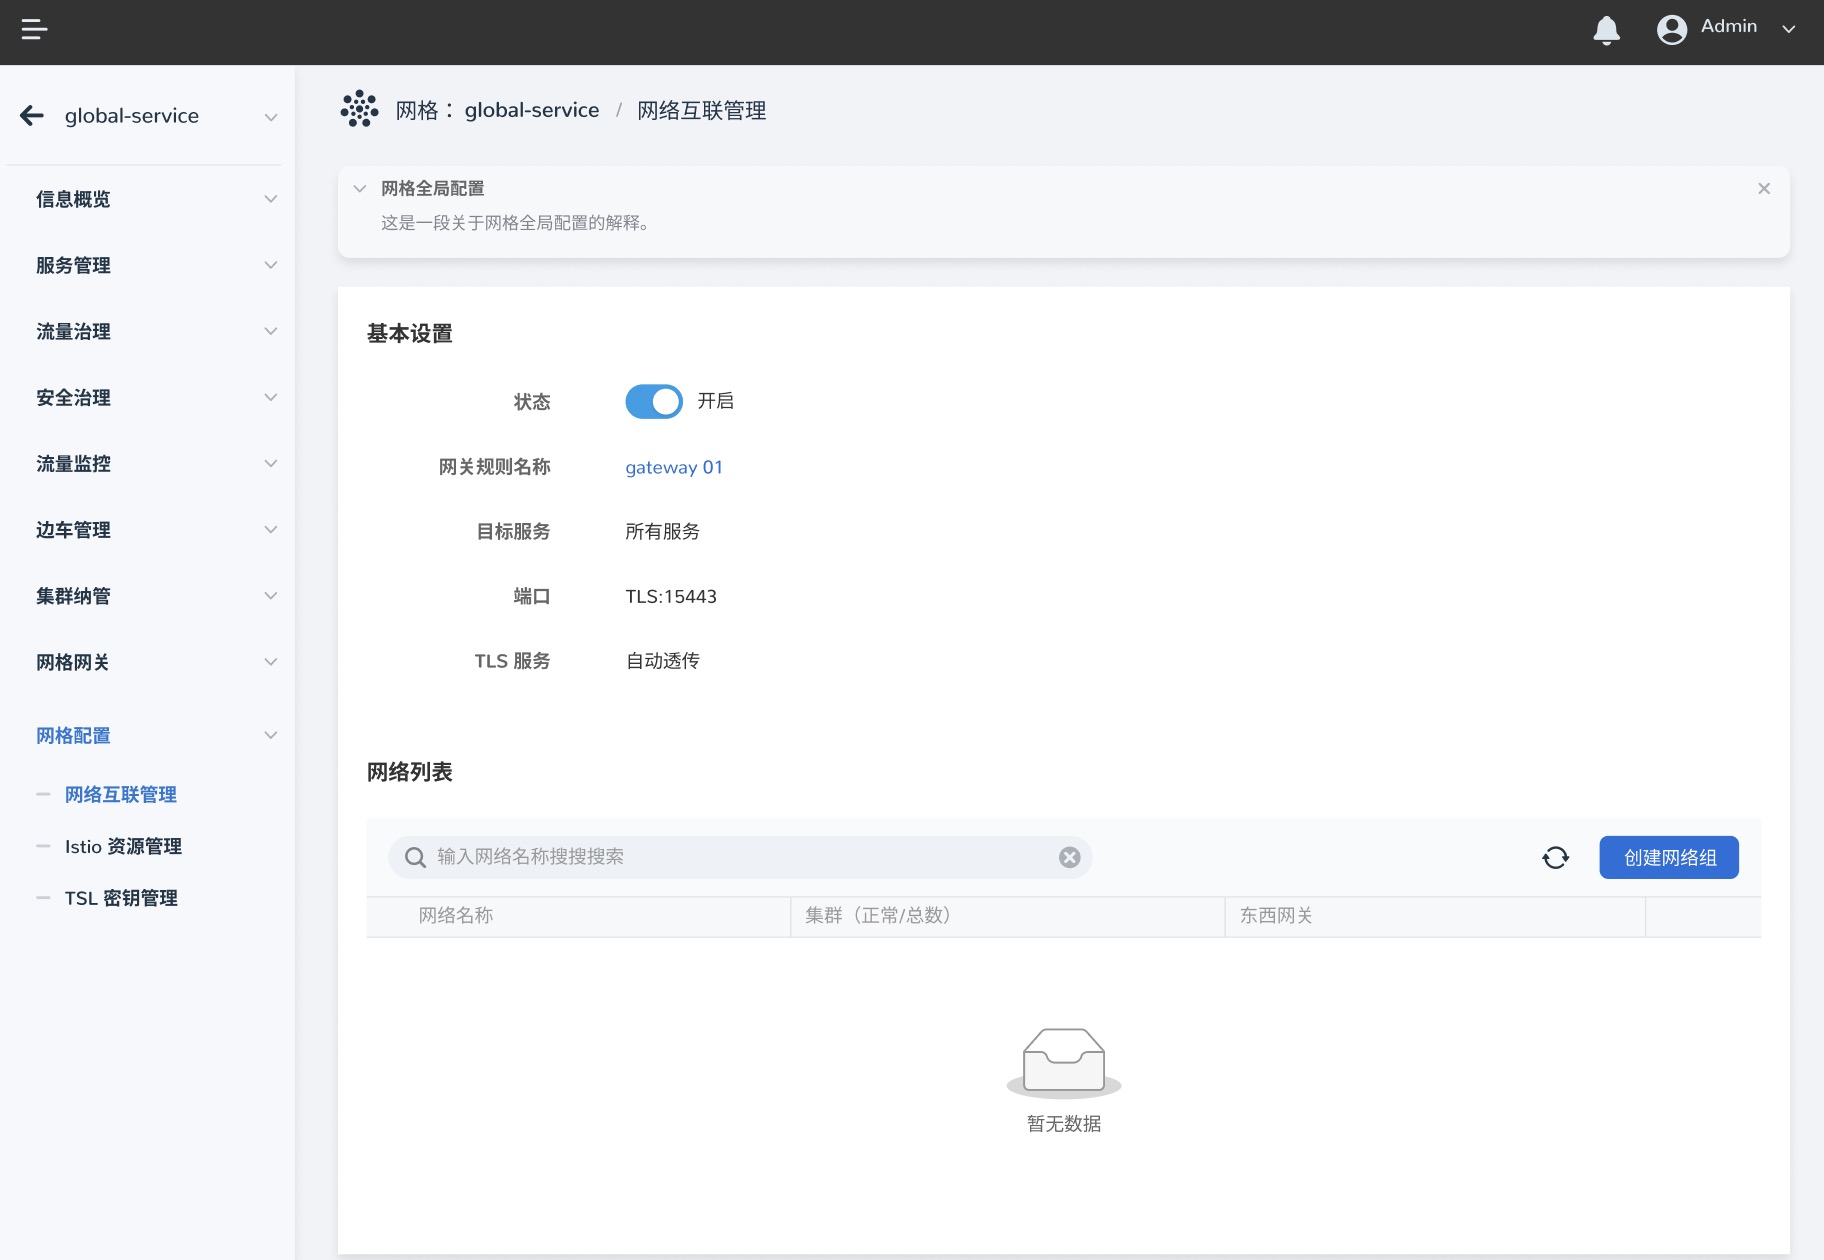 Admin
global-service
信息概览
服务管理
流量治理
安全治理
流量监控
边车管理
集群纳管
网格网关
网格配置
网络互联管理
Istio 资源管理
TSL 密钥管理
网格： global-service / 网络互联管理
网格全局配置
这是一段关于网格全局配置的解释。
基本设置
状态 开启
网关规则名称 gateway 01
目标服务 所有服务
端口 TLS:15443
TLS 服务 自动透传
网络列表
输入网络名称搜搜搜索
创建网络组
网络名称 集群（正常/总数） 东西网关
暂无数据